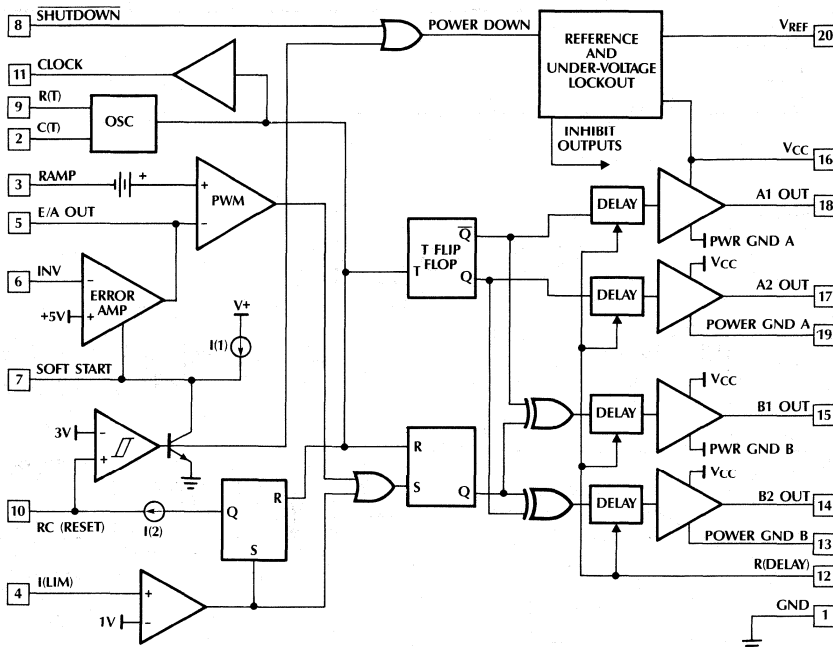 8 SHUTDOWN
POWER DOWN
REFERENCE
AND
UNDER-VOLTAGE
LOCKOUT
VREF 20
11 CLOCK
9 R(T)
OSC
2 C(T)
INHIBIT
OUTPUTS
VCC 16
3 RAMP +
+
PWM
-
5 E/A OUT
DELAY
A1 OUT 18
PWR GND A
T FLIP
FLOP
Q
T
Q
6 INV
-
ERROR
AMP
+5V +
VCC
DELAY
A2 OUT 17
POWER GND A 19
V+
I(1)
7 SOFT START
VCC
DELAY
B1 OUT 15
PWR GND B
3V -
+
R
S
Q
VCC
DELAY
B2 OUT 14
POWER GND B 13
10 RC (RESET)
I(2)
Q
R
S
R(DELAY) 12
4 I(LIM) +
1V -
GND 1